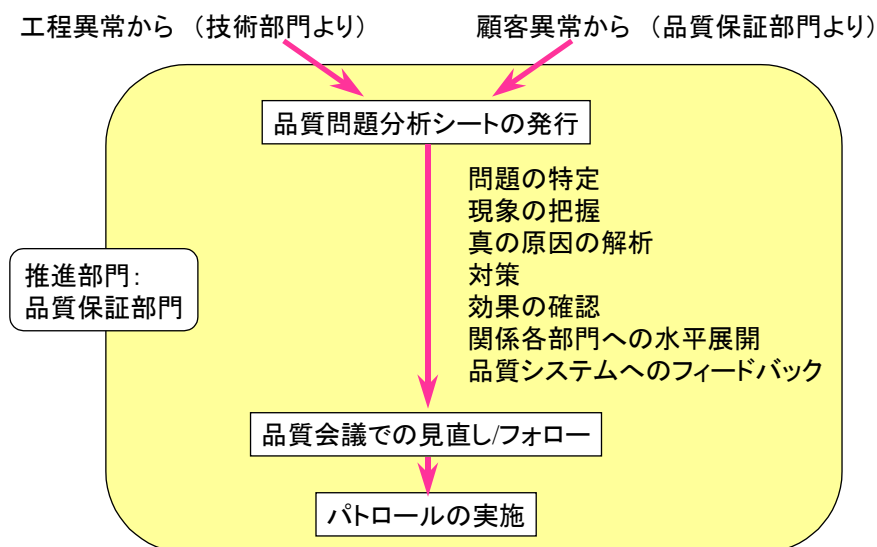 工程異常から （技術部門より）
顧客異常から （品質保証部門より）
品質問題分析シートの発行
問題の特定
現象の把握
真の原因の解析
対策
効果の確認
関係各部門への水平展開
品質システムへのフィードバック
推進部門：
品質保証部門
品質会議での見直し/フォロー
パトロールの実施